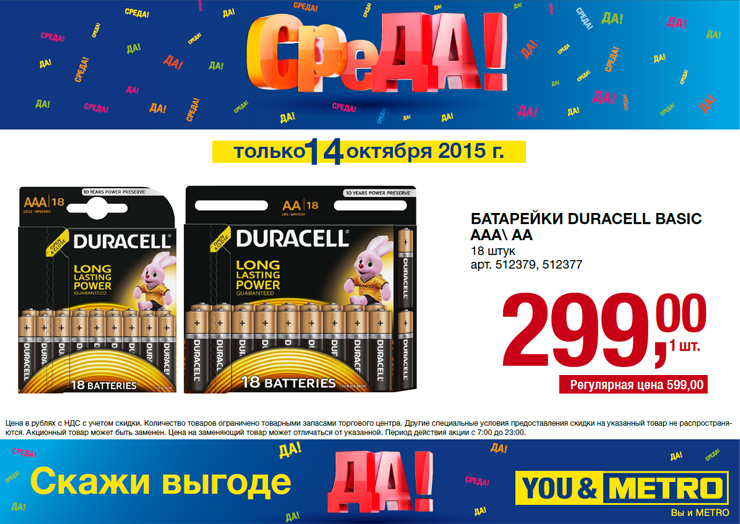 СреДА!
только 14 октября 2015 г.
AAA 18
10 YEARS POWER PRESERVE
DURACELL
LONG
LASTING
POWER
GUARANTEED
DURACELL
18 BATTERIES
AA 18
10 YEARS POWER PRESERVE
DURACELL
LONG
LASTING
POWER
GUARANTEED
DURACELL
18 BATTERIES
БАТАРЕЙКИ DURACELL BASIC
AAA\ AA
18 штук
арт. 512379, 512377
299,00
1 шт.
Регулярная цена 599,00
Цена в рублях с НДС с учетом скидки. Количество товаров ограничено товарными запасами торгового центра. Другие специальные условия предоставления скидки на указанный товар не распространя-
ются. Акционный товар может быть заменен. Цена на заменяющий товар может отличаться от указанной. Период действия акции с 7:00 до 23:00.
Скажи выгоде
ДА!
YOU & METRO
Вы и METRO